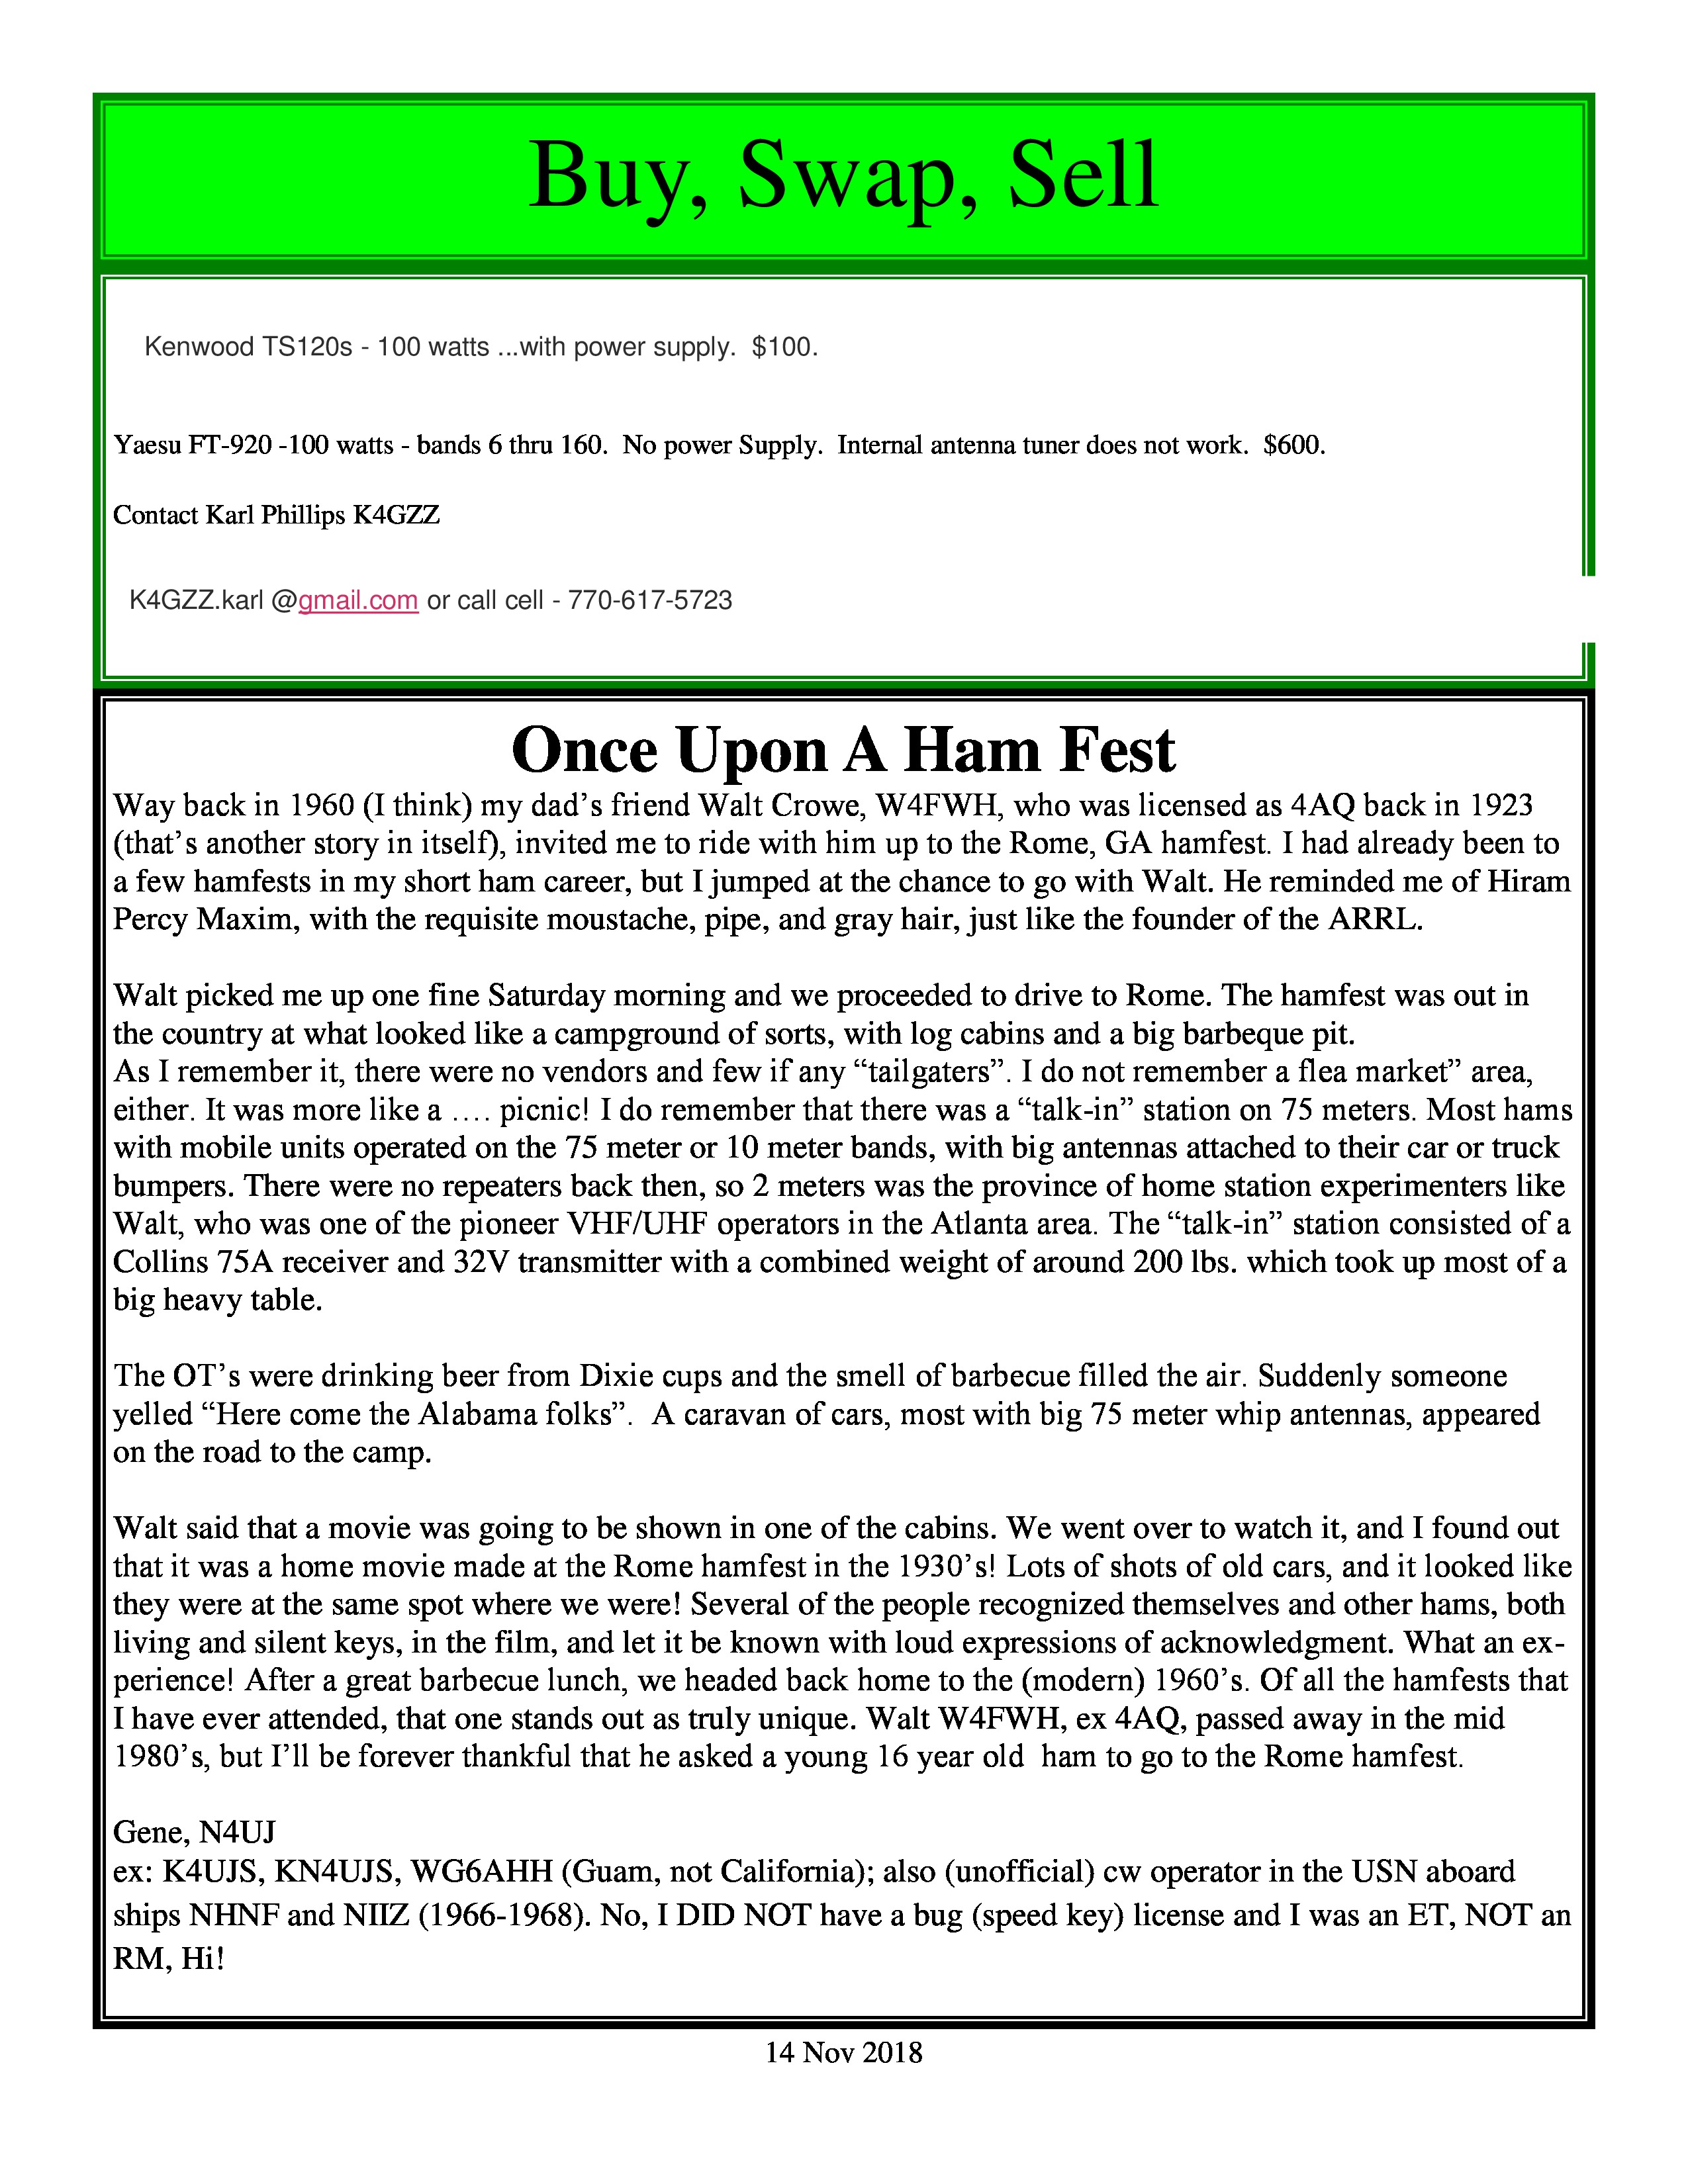 Buy, Swap, Sell
Kenwood TS120s - 100 watts ...with power supply.  $100.
Yaesu FT-920 -100 watts - bands 6 thru 160.  No power Supply.  Internal antenna tuner does not work.  $600.
Contact Karl Phillips K4GZZ
K4GZZ.karl @gmail.com or call cell - 770-617-5723
Once Upon A Ham Fest
Way back in 1960 (I think) my dad’s friend Walt Crowe, W4FWH, who was licensed as 4AQ back in 1923
(that’s another story in itself), invited me to ride with him up to the Rome, GA hamfest. I had already been to
a few hamfests in my short ham career, but I jumped at the chance to go with Walt. He reminded me of Hiram
Percy Maxim, with the requisite moustache, pipe, and gray hair, just like the founder of the ARRL.
Walt picked me up one fine Saturday morning and we proceeded to drive to Rome. The hamfest was out in
the country at what looked like a campground of sorts, with log cabins and a big barbeque pit.
As I remember it, there were no vendors and few if any “tailgaters”. I do not remember a flea market” area,
either. It was more like a …. picnic! I do remember that there was a “talk-in” station on 75 meters. Most hams
with mobile units operated on the 75 meter or 10 meter bands, with big antennas attached to their car or truck
bumpers. There were no repeaters back then, so 2 meters was the province of home station experimenters like
Walt, who was one of the pioneer VHF/UHF operators in the Atlanta area. The “talk-in” station consisted of a
Collins 75A receiver and 32V transmitter with a combined weight of around 200 lbs. which took up most of a
big heavy table.
The OT’s were drinking beer from Dixie cups and the smell of barbecue filled the air. Suddenly someone
yelled “Here come the Alabama folks”.  A caravan of cars, most with big 75 meter whip antennas, appeared
on the road to the camp.
Walt said that a movie was going to be shown in one of the cabins. We went over to watch it, and I found out
that it was a home movie made at the Rome hamfest in the 1930’s! Lots of shots of old cars, and it looked like
they were at the same spot where we were! Several of the people recognized themselves and other hams, both
living and silent keys, in the film, and let it be known with loud expressions of acknowledgment. What an ex-
perience! After a great barbecue lunch, we headed back home to the (modern) 1960’s. Of all the hamfests that
I have ever attended, that one stands out as truly unique. Walt W4FWH, ex 4AQ, passed away in the mid
1980’s, but I’ll be forever thankful that he asked a young 16 year old  ham to go to the Rome hamfest.
Gene, N4UJ
ex: K4UJS, KN4UJS, WG6AHH (Guam, not California); also (unofficial) cw operator in the USN aboard
ships NHNF and NIIZ (1966-1968). No, I DID NOT have a bug (speed key) license and I was an ET, NOT an
RM, Hi!
14 Nov 2018